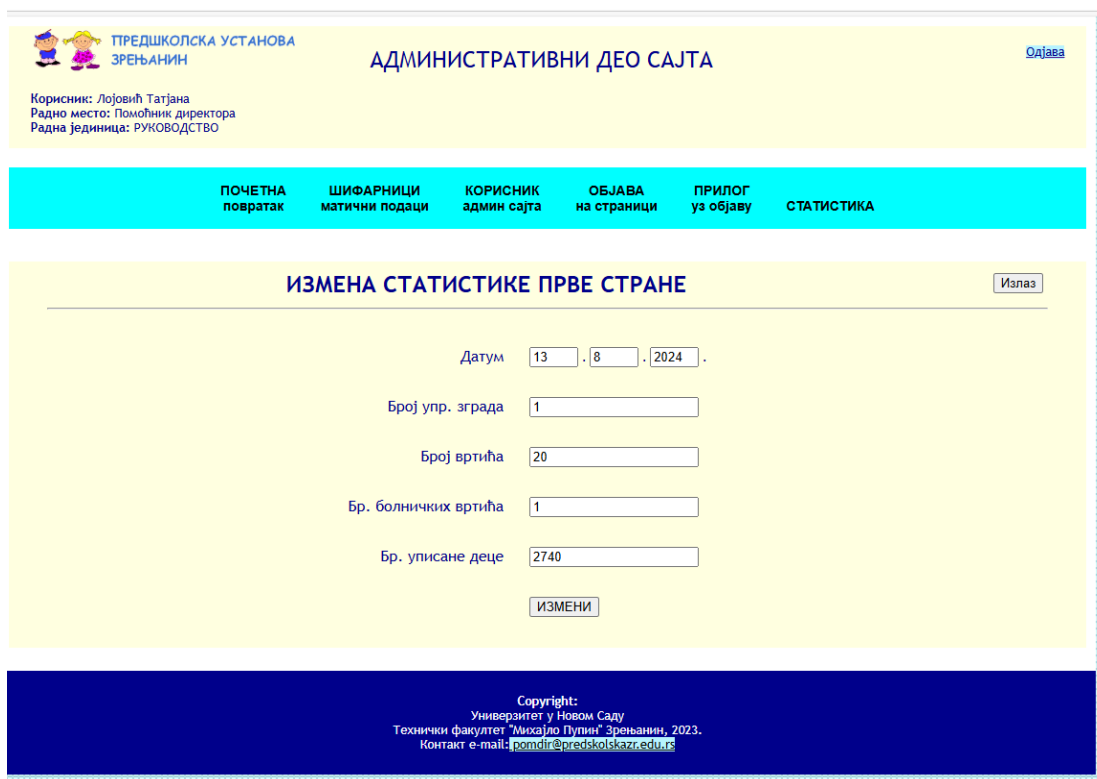 ПРЕДШКОЛСКА УСТАНОВА
ЗРЕЊАНИН
АДМИНИСТРАТИВНИ ДЕО САЈТА
Одјава
Корисник: Лојовић Татјана
Радно место: Помоћник директора
Радна јединица: РУКОВОДСТВО
ПОЧЕТНА ШИФАРНИЦИ КОРИСНИК ОБЈАВА ПРИЛОГ
повратак матични подаци админ сајта на страници уз објаву СТАТИСТИКА
ИЗМЕНА СТАТИСТИКЕ ПРВЕ СТРАНЕ
Излаз
Датум 13 . 8 . 2024 .
Број упр. зграда 1
Број вртића 20
Бр. болничких вртића 1
Бр. уписане деце 2740
ИЗМЕНИ
Copyright:
Универзитет у Новом Саду
Технички факултет "Михајло Пупин" Зрењанин, 2023.
Контакт e-mail: pomdir@predskolskazr.edu.rs